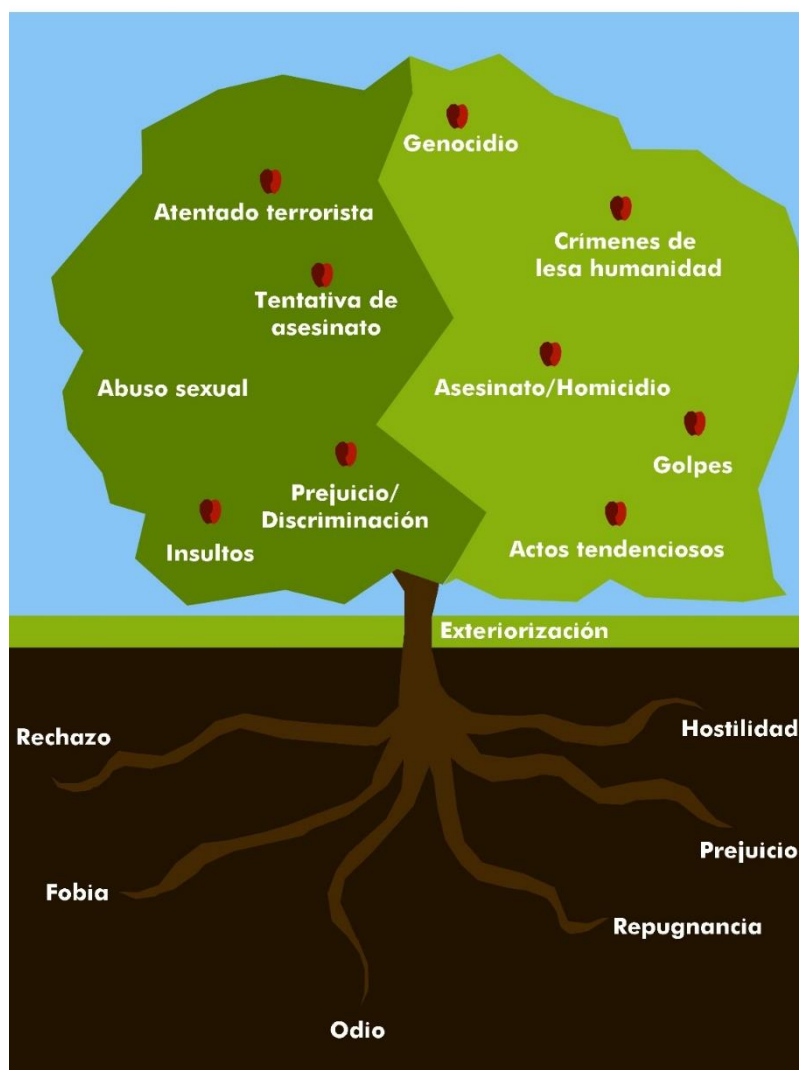 Genocidio
Atentado terrorista
Crímenes de
lesa humanidad
Tentativa de
asesinato
Abuso sexual
Asesinato/Homicidio
Golpes
Prejuicio/
Discriminación
Insultos
Actos tendenciosos
Exteriorización
Rechazo
Hostilidad
Prejuicio
Fobia
Repugnancia
Odio